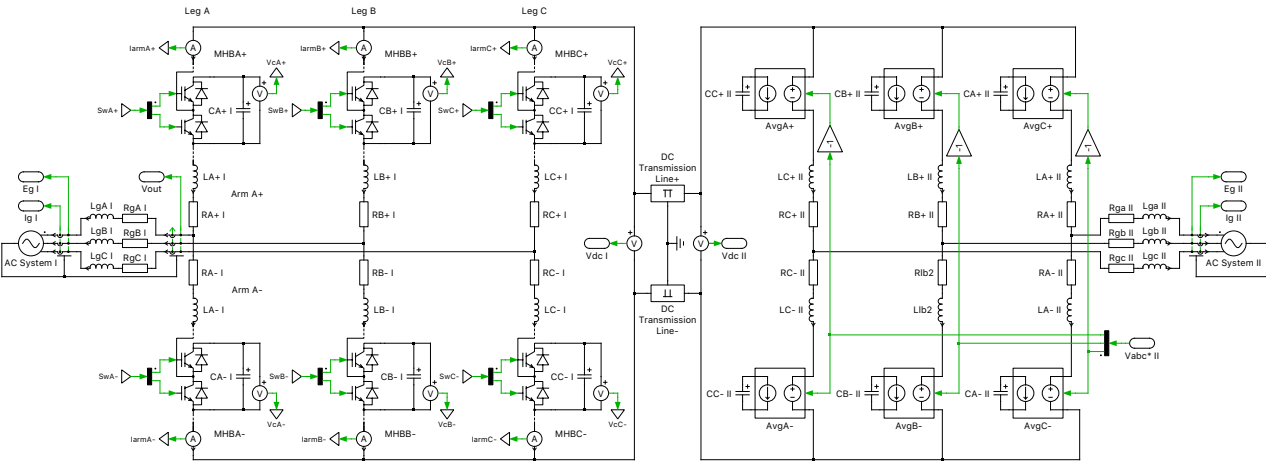 Leg A
Leg B
Leg C
IarmA+
A
MHBA+
IarmB+
A
MHBB+
IarmC+
A
MHBC+
VcA+
VcB+
VcC+
SwA+
CA+ I
V
SwB+
CB+ I
V
SwC+
CC+ I
V
CC+ II
CB+ II
CA+ II
AvgA+
AvgB+
AvgC+
-1
-1
-1
DC
Transmission
Line+
LA+ I
LB+ I
LC+ I
LC+ II
LB+ II
LA+ II
Eg I
Vout
Arm A+
Eg II
Ig I
LgA I
RgA I
RA+ I
RB+ I
RC+ I
RC+ II
RB+ II
RA+ II
Rga II
Lga II
Ig II
LgB I
RgB I
Rgb II
Lgb II
Vdc I
V
V
Vdc II
AC System I
LgC I
RgC I
Rgc II
Lgc II
AC System II
RA- I
RB- I
RC- I
RC- II
RIb2
RA- II
Arm A-
LA- I
LB- I
LC- I
DC
Transmission
Line-
LC- II
LIb2
LA- II
Vabc* II
SwA-
CA- I
V
SwB-
CB- I
V
SwC-
CC- I
V
CC- II
CB- II
CA- II
VcA-
VcB-
VcC-
AvgA-
AvgB-
AvgC-
IarmA-
A
MHBA-
IarmB-
A
MHBB-
IarmC-
A
MHBC-